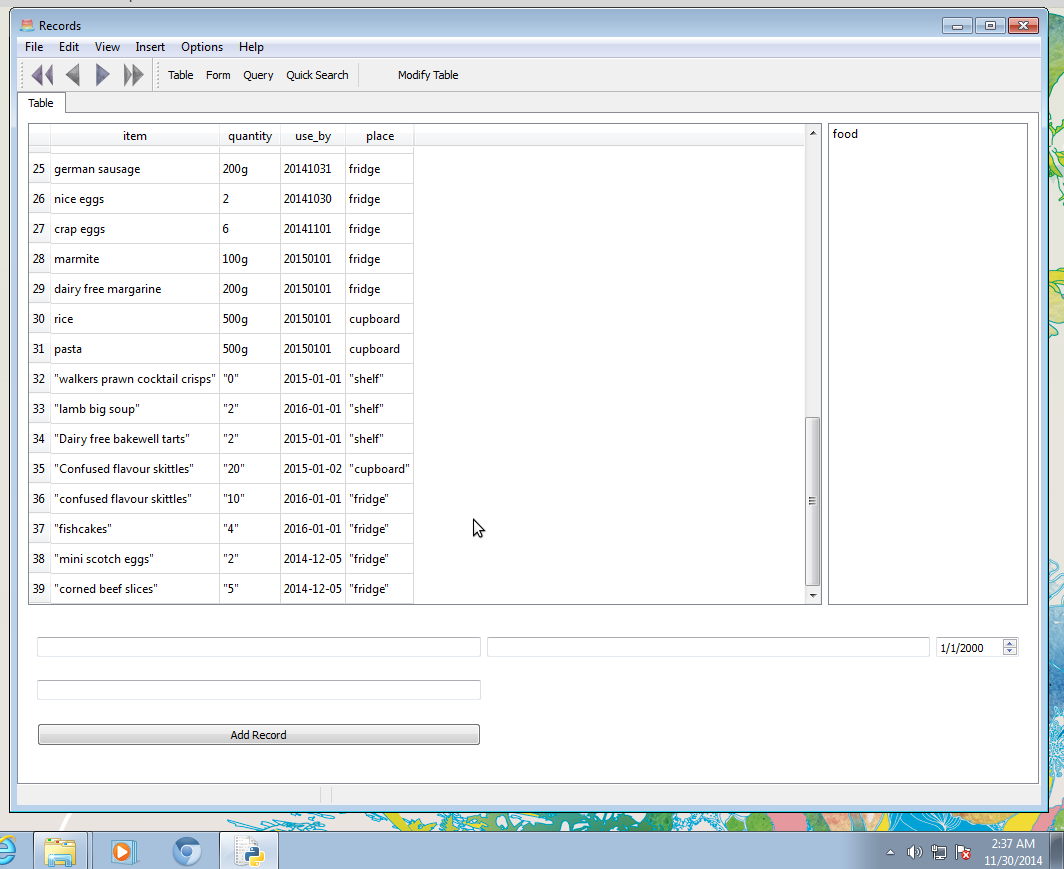 Records
File Edit View Insert Options Help
Table Form Query Quick Search Modify Table
Table
item quantity use_by place
25 german sausage 200g 20141031 fridge
26 nice eggs 2 20141030 fridge
27 crap eggs 6 20141101 fridge
28 marmite 100g 20150101 fridge
29 dairy free margarine 200g 20150101 fridge
30 rice 500g 20150101 cupboard
31 pasta 500g 20150101 cupboard
32 "walkers prawn cocktail crisps" "0" 2015-01-01 "shelf"
33 "lamb big soup" "2" 2016-01-01 "shelf"
34 "Dairy free bakewell tarts" "2" 2015-01-01 "shelf"
35 "Confused flavour skittles" "20" 2015-01-02 "cupboard"
36 "confused flavour skittles" "10" 2016-01-01 "fridge"
37 "fishcakes" "4" 2016-01-01 "fridge"
38 "mini scotch eggs" "2" 2014-12-05 "fridge"
39 "corned beef slices" "5" 2014-12-05 "fridge"
food
1/1/2000
Add Record
2:37 AM
11/30/2014